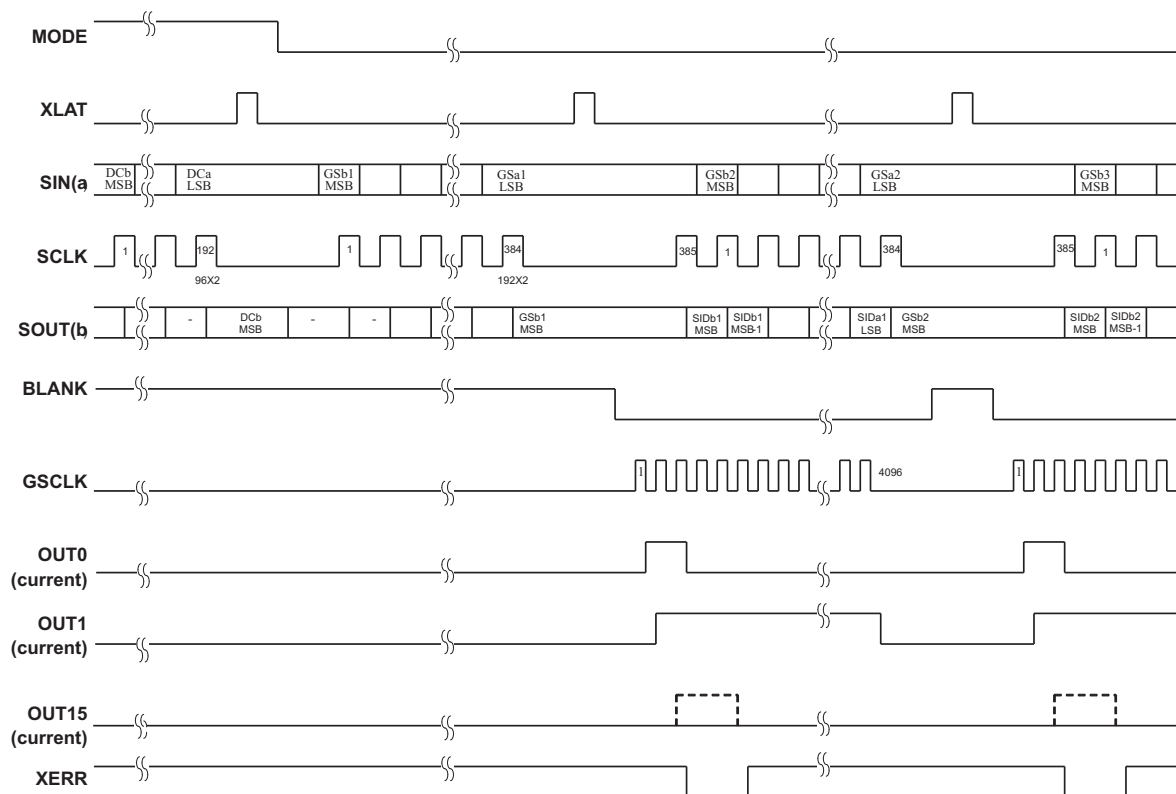 MODE
XLAT
SIN(a)
DCb MSB
DCa LSB
GSb1 MSB
GSa1 LSB
GSb2 MSB
GSa2 LSB
GSb3 MSB
SCLK
1
192
1
384
385
1
384
385
1
96X2
192X2
SOUT(b)
-
DCb MSB
-
-
GSb1 MSB
SIDb1 MSB
SIDb1 MSB-1
SIDa1 LSB
GSb2 MSB
SIDb2 MSB
SIDb2 MSB-1
BLANK
GSCLK
1
4096
1
OUT0
(current)
OUT1
(current)
OUT15
(current)
XERR